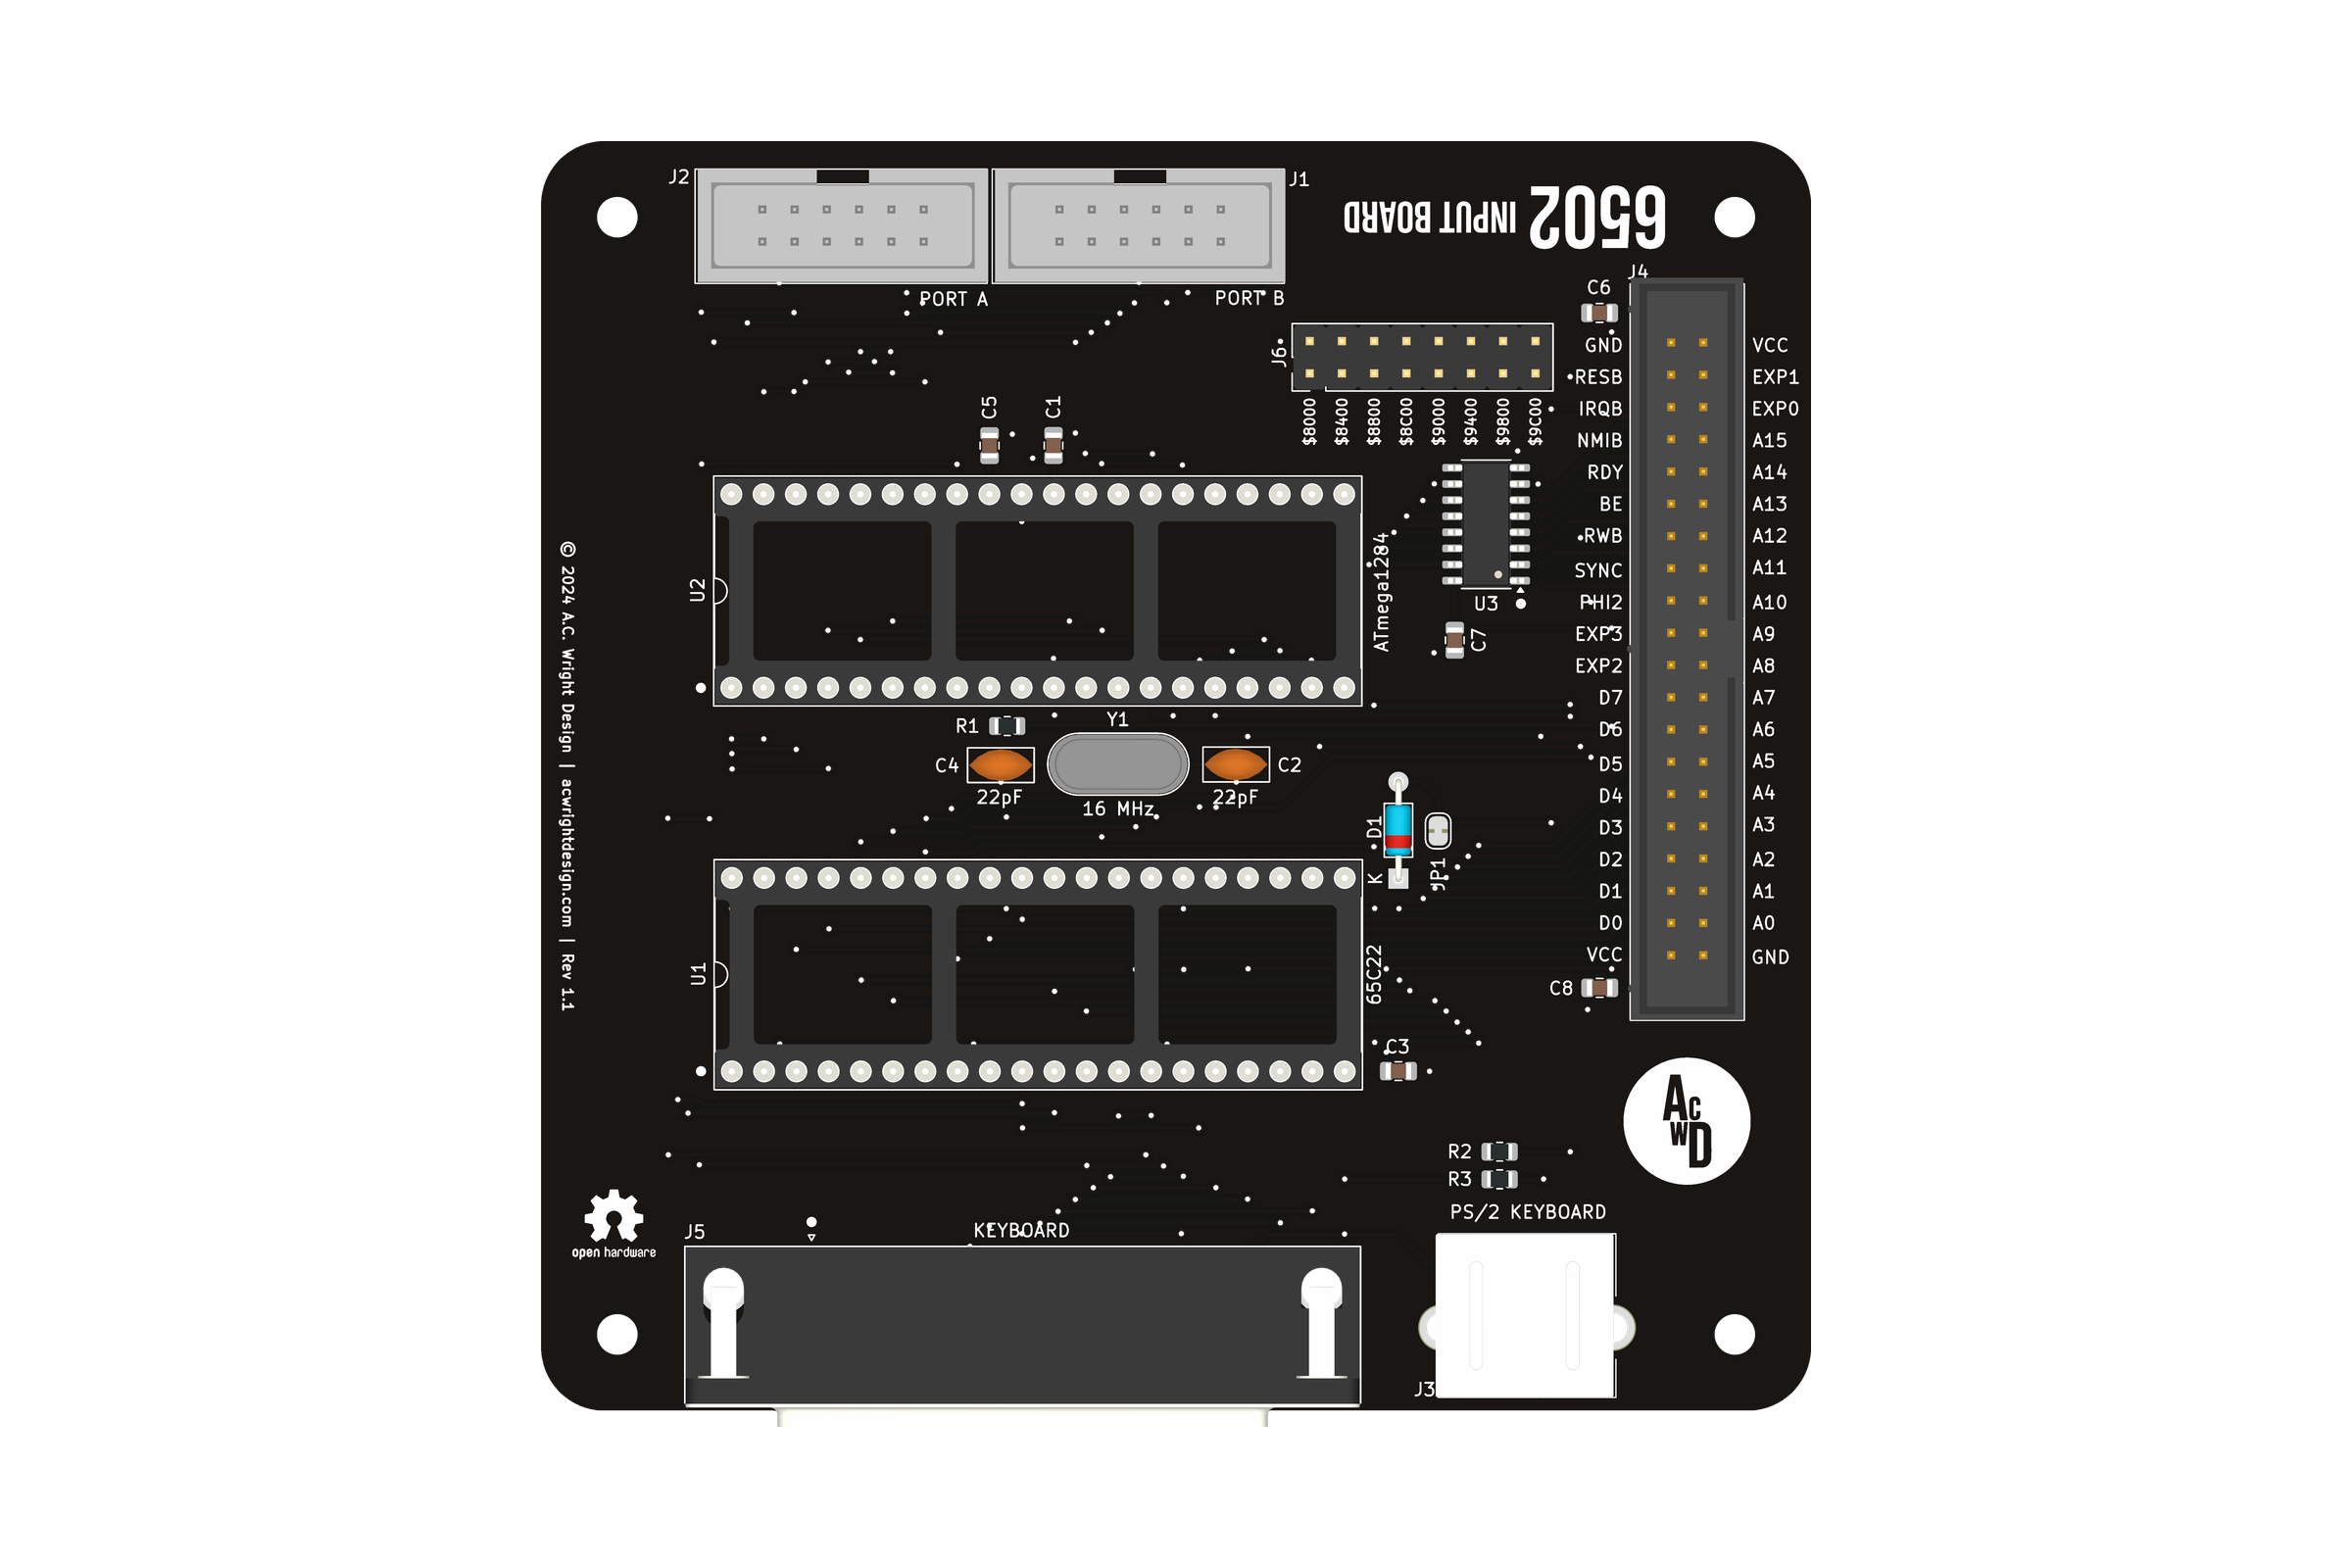 J2
J1
6502 INPUT BOARD
PORT A
PORT B
J4
C6
J6
GND
VCC
RESB
EXP1
IRQB
EXP0
NMIB
A15
RDY
A14
BE
A13
RWB
A12
SYNC
A11
PHI2
A10
EXP3
A9
EXP2
A8
D7
A7
D6
A6
D5
A5
D4
A4
D3
A3
D2
A2
D1
A1
D0
A0
VCC
GND
$8000
$8400
$8800
$8C00
$9000
$9400
$9800
$9C00
C5
C1
U2
ATmega1284
U3
C7
R1
Y1
C4
C2
22pF
16 MHz
22pF
D1
K
JP1
U1
65C22
C8
C3
© 2024 A.C. Wright Design | acwrightdesign.com | Rev 1.1
ACWD
R2
R3
PS/2 KEYBOARD
open hardware
J5
KEYBOARD
J3